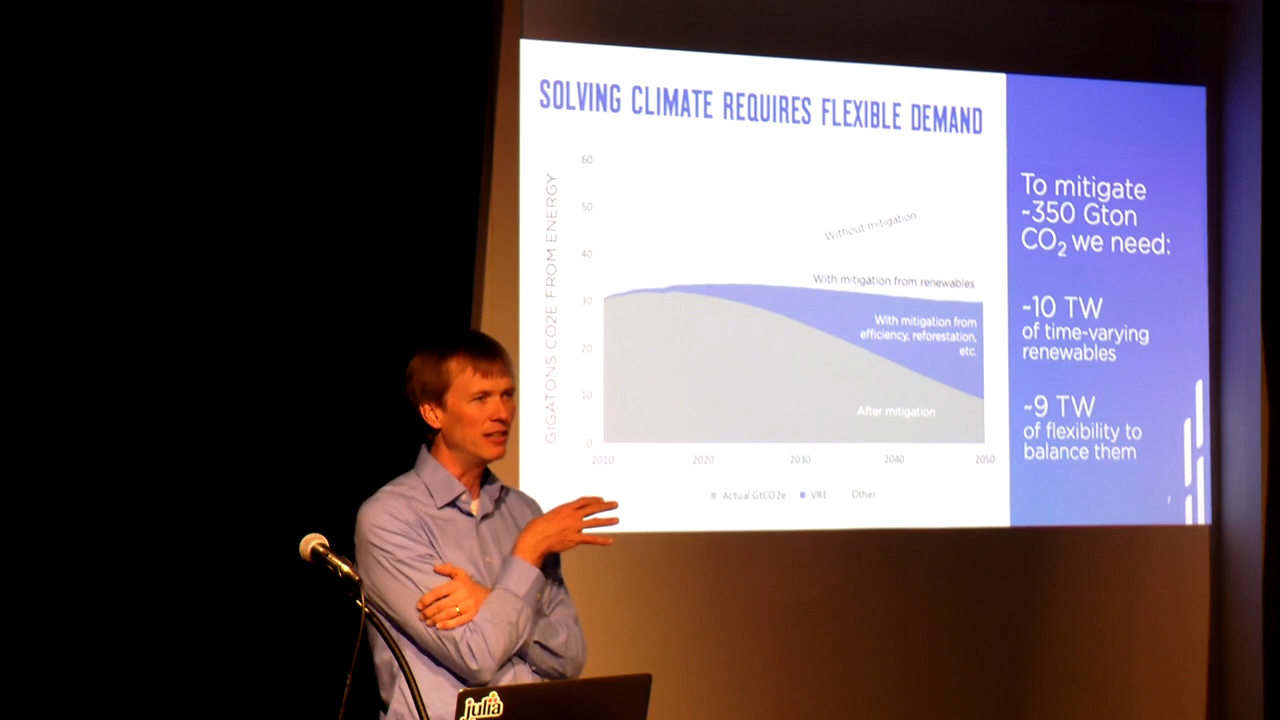 SOLVING CLIMATE REQUIRES FLEXIBLE DEMAND
GIGATONS CO2E FROM ENERGY
60
50
40
30
20
10
0
2010
2020
2030
2040
2050
Without mitigation
With mitigation from renewables
With mitigation from
efficiency, reforestation,
etc.
After mitigation
Actual GtCO2e
VRE
Other
To mitigate
~350 Gton
CO₂ we need:
~10 TW
of time-varying
renewables
~9 TW
of flexibility to
balance them
7
julia